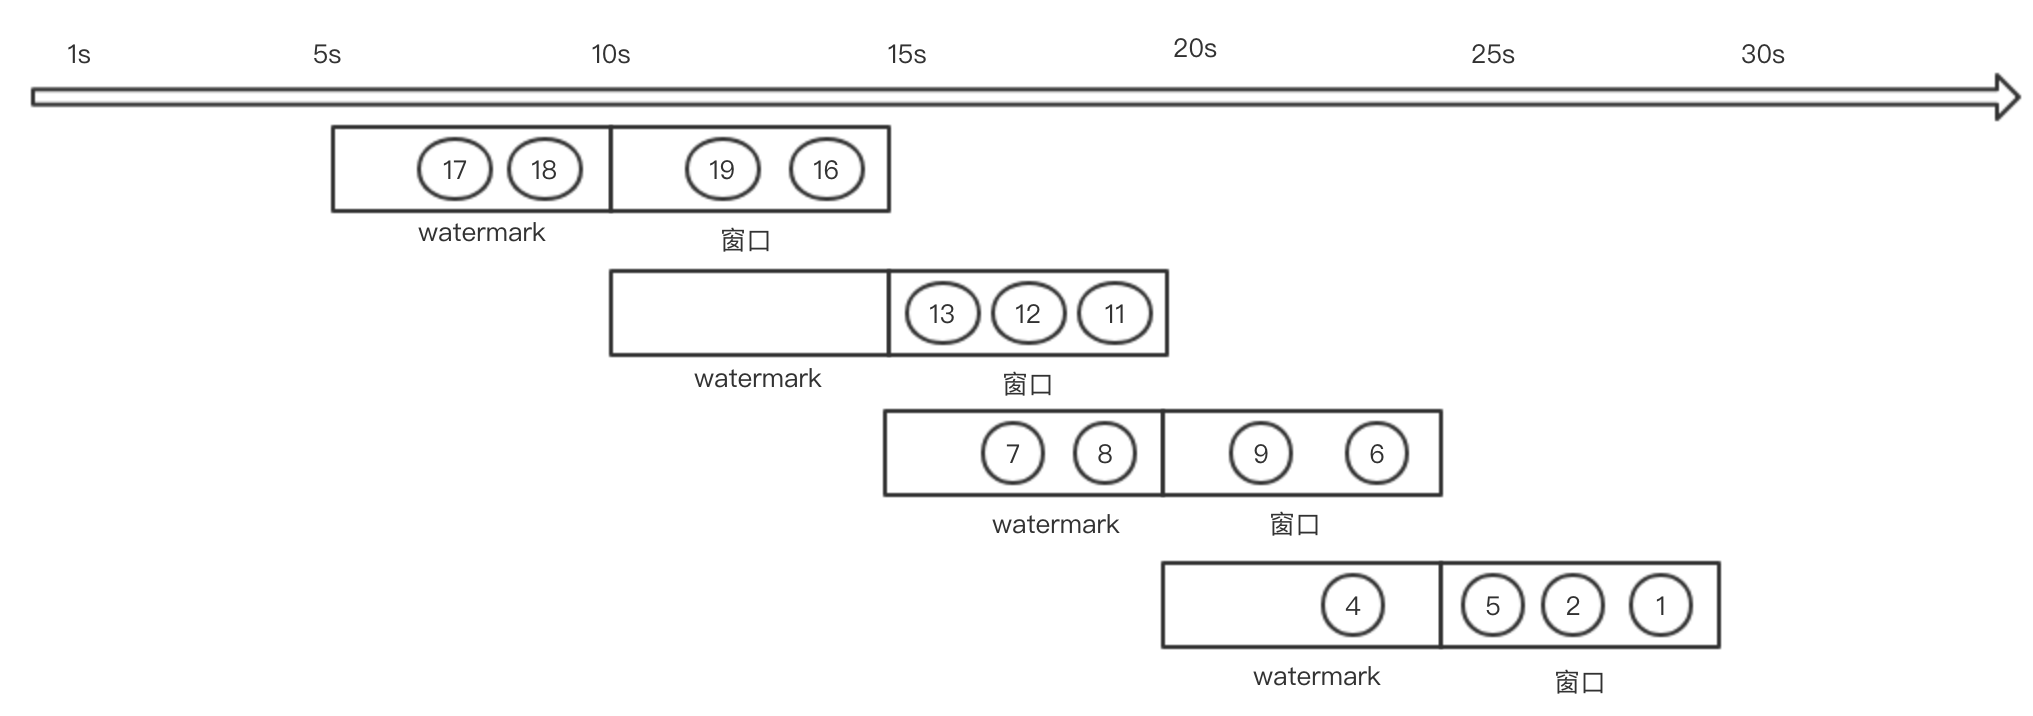 1s 5s 10s 15s 20s 25s 30s
17 18 19 16
watermark 窗口
13 12 11
watermark 窗口
7 8 9 6
watermark 窗口
4 5 2 1
watermark 窗口